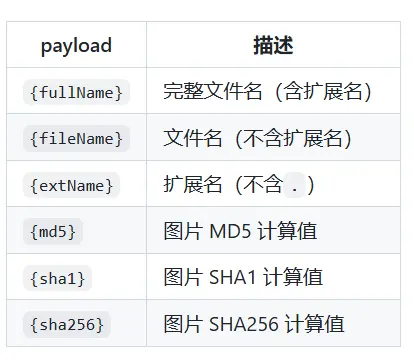 payload 描述
{fullName} 完整文件名（含扩展名）
{fileName} 文件名（不含扩展名）
{extName} 扩展名（不含 . ）
{md5} 图片 MD5 计算值
{sha1} 图片 SHA1 计算值
{sha256} 图片 SHA256 计算值